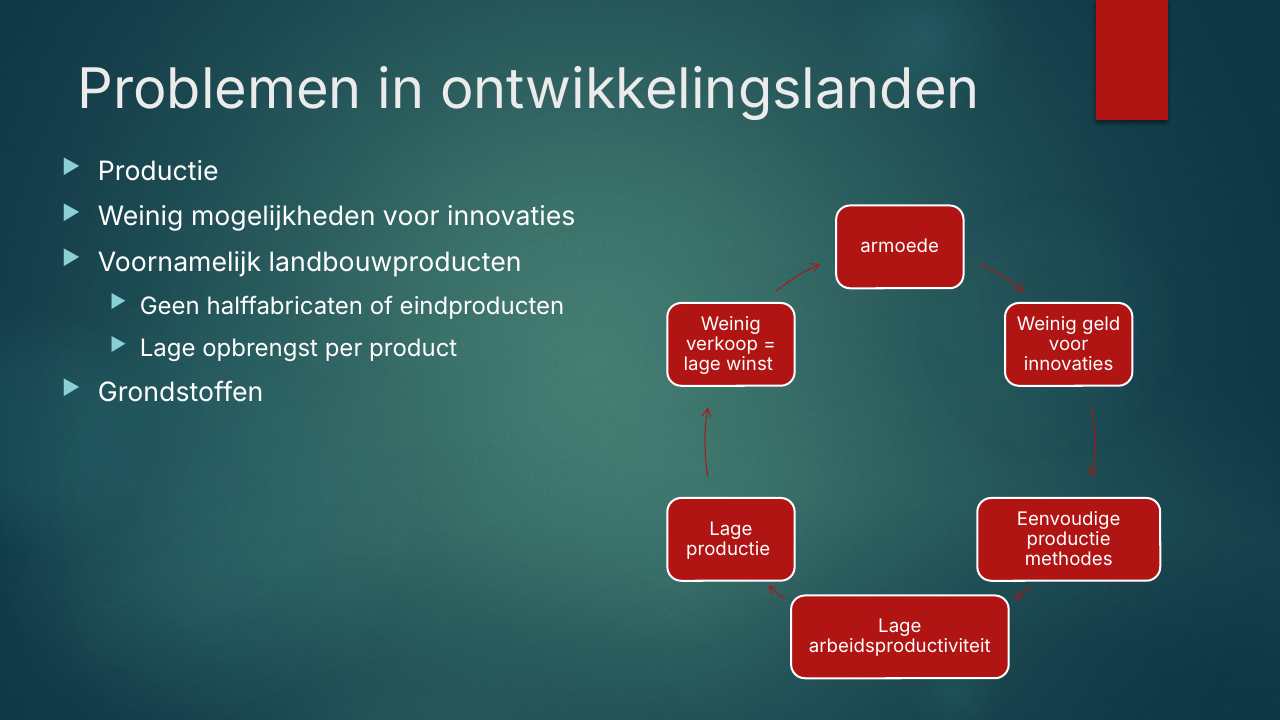 Problemen in ontwikkelingslanden
Productie
Weinig mogelijkheden voor innovaties
Voornamelijk landbouwproducten
Geen halffabricaten of eindproducten
Lage opbrengst per product
Grondstoffen
armoede
Weinig geld
voor
innovaties
Eenvoudige
productie
methodes
Lage
arbeidsproductiviteit
Lage
productie
Weinig
verkoop =
lage winst